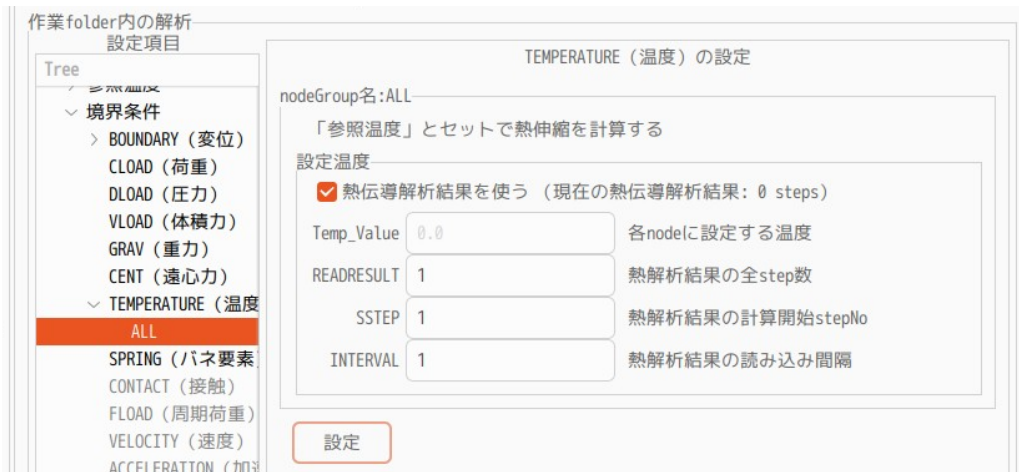 作業folder内の解析
設定項目
Tree
参照温度
境界条件
BOUNDARY (変位)
CLOAD (荷重)
DLOAD (圧力)
VLOAD (体積力)
GRAV (重力)
CENT (遠心力)
TEMPERATURE (温度
ALL
SPRING (バネ要素
CONTACT (接触)
FLOAD (周期荷重)
VELOCITY (速度)
ACCELERATION (加速
TEMPERATURE (温度) の設定
nodeGroup名:ALL
「参照温度」とセットで熱伸縮を計算する
設定温度
熱伝導解析結果を使う (現在の熱伝導解析結果: 0 steps)
Temp_Value 0.0 各nodeに設定する温度
READRESULT 1 熱解析結果の全step数
SSTEP 1 熱解析結果の計算開始stepNo
INTERVAL 1 熱解析結果の読み込み間隔
設定